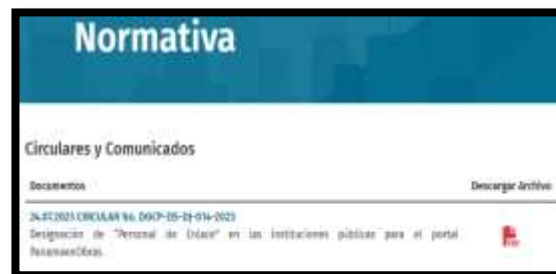 Normativa
Circulares y Comunicados
Documentos Descargar Archivo
24.07.2023 CIRCULAR No. DGCP-DS-DJ-014-2023
Designación de "Personal de Enlace" en las instituciones públicas para el portal
PanamaenObras.